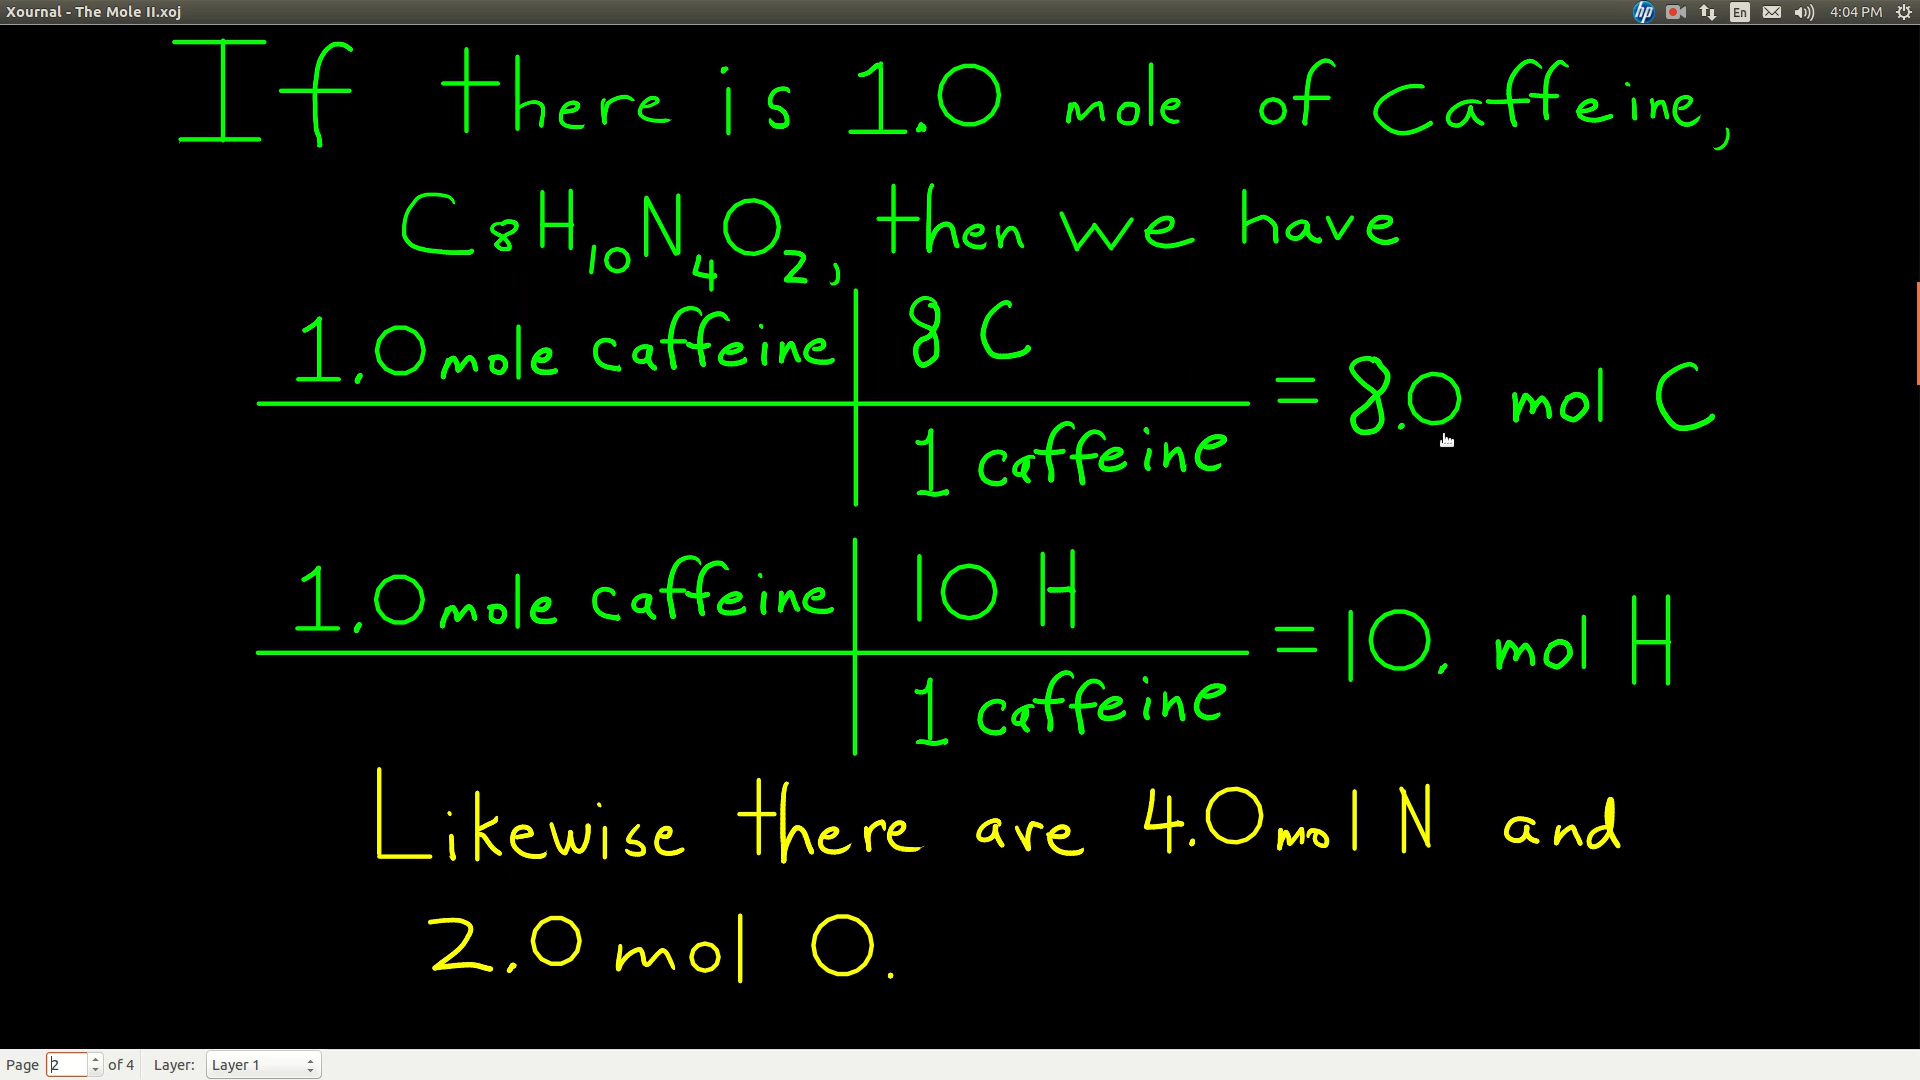 Xournal - The Mole II.xoj
hp En 4:04 PM
If there is 1.0 mole of caffeine,
C8H10N4O2, then we have
1.0 mole caffeine | 8 C
= 8.0 mol C
1 caffeine
1.0 mole caffeine | 10 H
= 10. mol H
1 caffeine
Likewise there are 4.0 mol N and
2.0 mol O.
Page 2 of 4 Layer: Layer 1